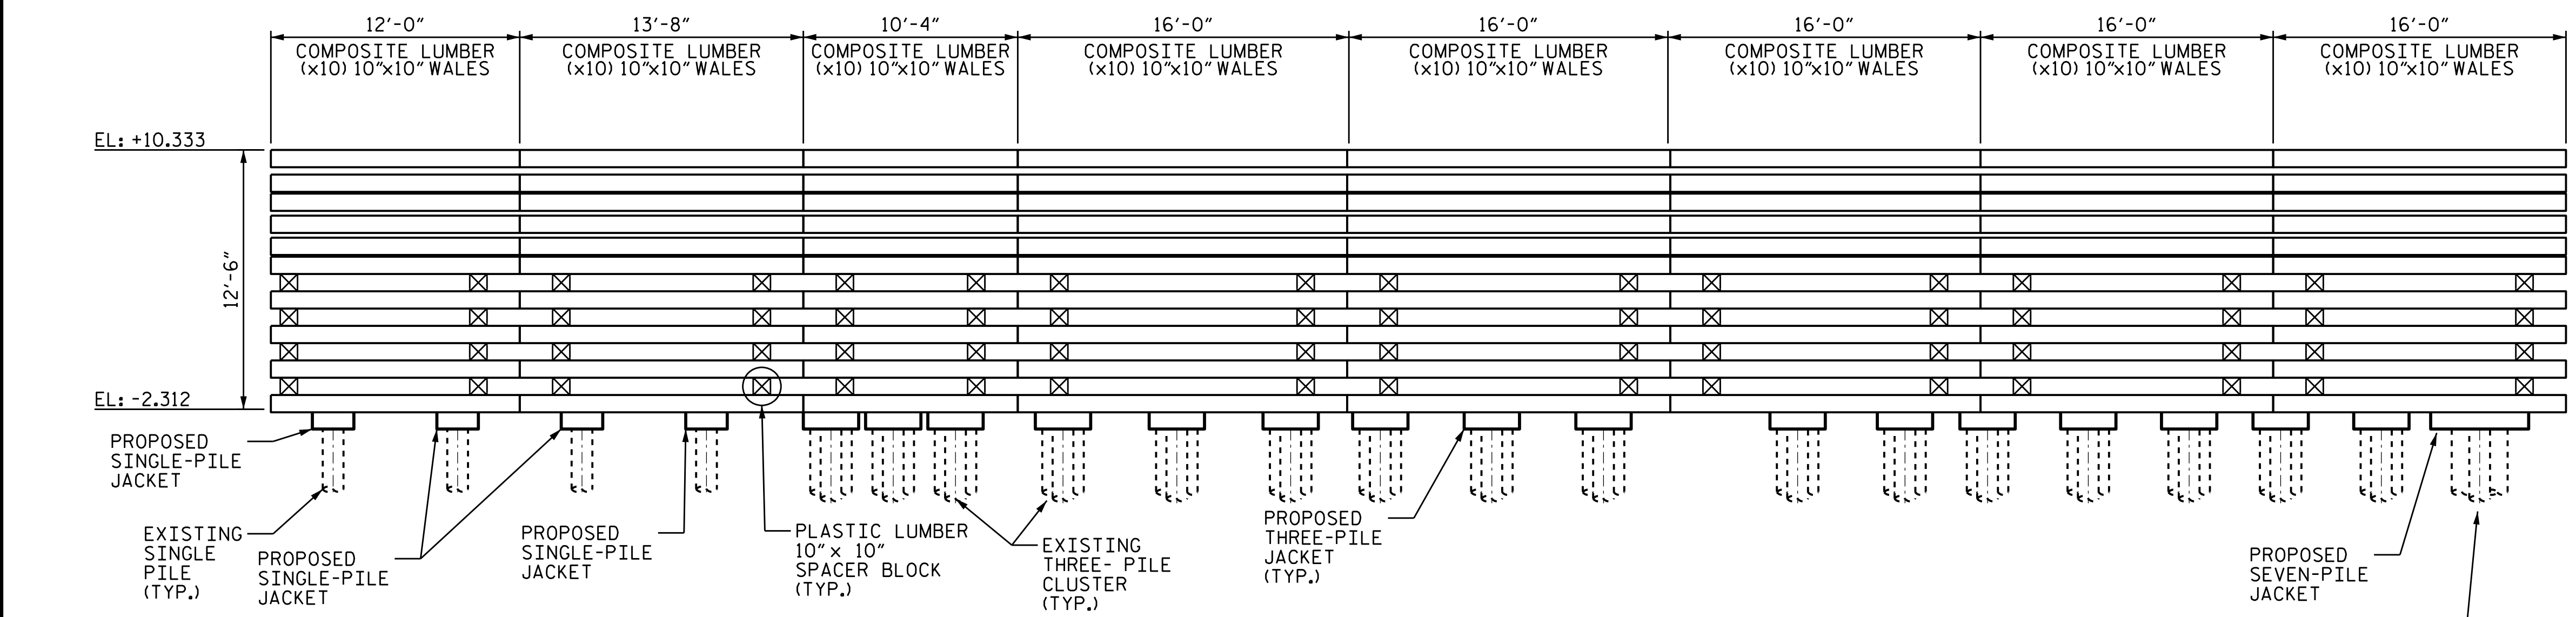 12'-0" 13'-8" 10'-4" 16'-0" 16'-0" 16'-0" 16'-0" 16'-0"
COMPOSITE LUMBER
(x10) 10"x10" WALES
COMPOSITE LUMBER
(x10) 10"x10" WALES
COMPOSITE LUMBER
(x10) 10"x10" WALES
COMPOSITE LUMBER
(x10) 10"x10" WALES
COMPOSITE LUMBER
(x10) 10"x10" WALES
COMPOSITE LUMBER
(x10) 10"x10" WALES
COMPOSITE LUMBER
(x10) 10"x10" WALES
COMPOSITE LUMBER
(x10) 10"x10" WALES
EL: +10.333
12'-6"
EL: -2.312
PROPOSED
SINGLE-PILE
JACKET
EXISTING
SINGLE
PILE
(TYP.)
PROPOSED
SINGLE-PILE
JACKET
PROPOSED
SINGLE-PILE
JACKET
PLASTIC LUMBER
10" x 10"
SPACER BLOCK
(TYP.)
EXISTING
THREE- PILE
CLUSTER
(TYP.)
PROPOSED
THREE-PILE
JACKET
(TYP.)
PROPOSED
SEVEN-PILE
JACKET